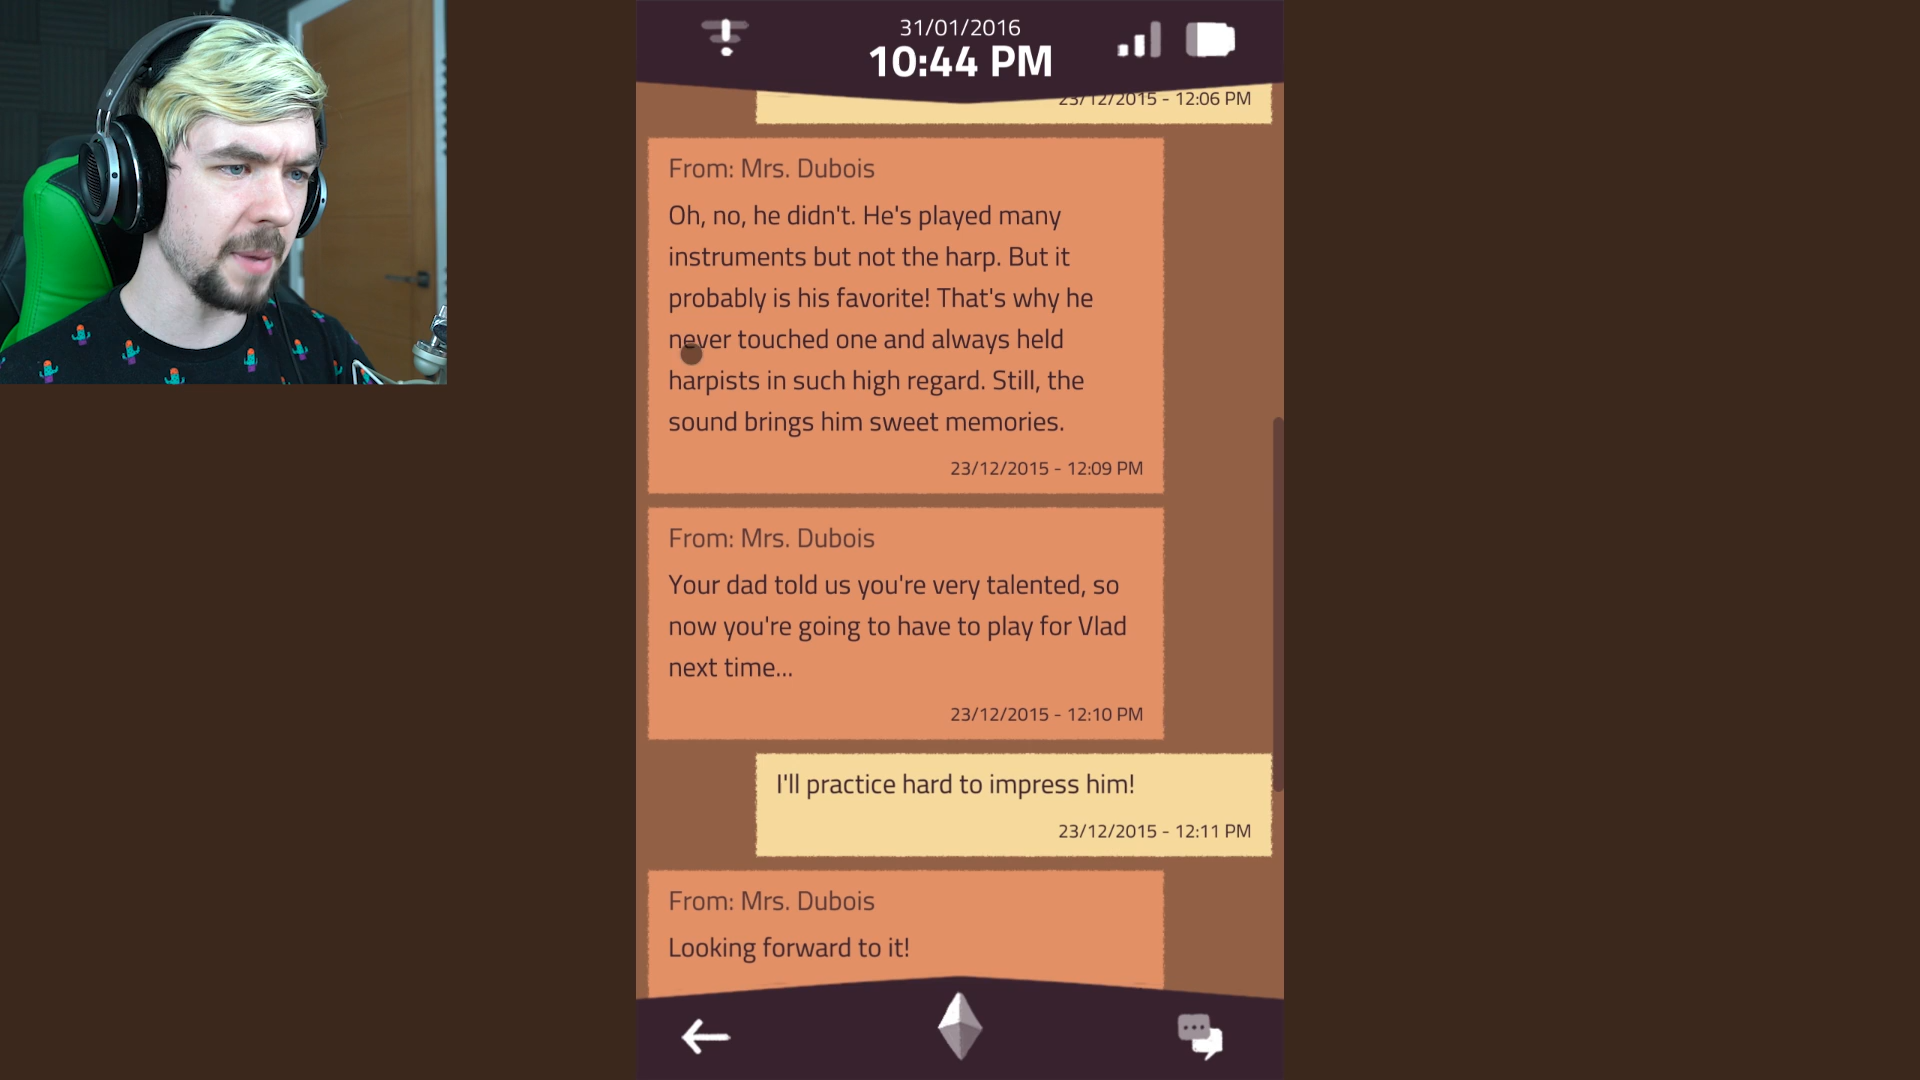 31/01/2016
10:44 PM
23/12/2015 - 12:06 PM
From: Mrs. Dubois
Oh, no, he didn't. He's played many
instruments but not the harp. But it
probably is his favorite! That's why he
never touched one and always held
harpists in such high regard. Still, the
sound brings him sweet memories.
23/12/2015 - 12:09 PM
From: Mrs. Dubois
Your dad told us you're very talented, so
now you're going to have to play for Vlad
next time...
23/12/2015 - 12:10 PM
I'll practice hard to impress him!
23/12/2015 - 12:11 PM
From: Mrs. Dubois
Looking forward to it!